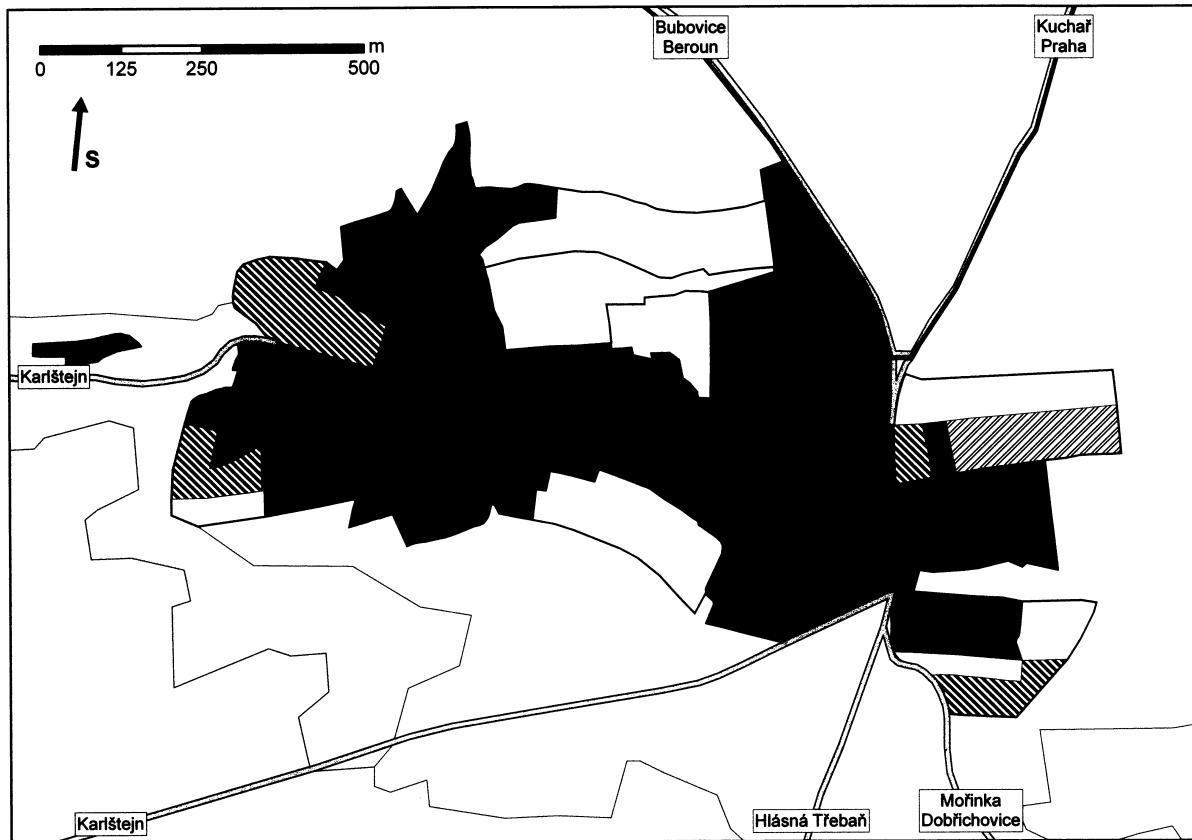 Bubovice
Beroun
Kuchař
Praha
m
0 125 250 500
S
Karlštejn
Karlštejn
Hlásná Třebaň
Mořinka
Dobřichovice